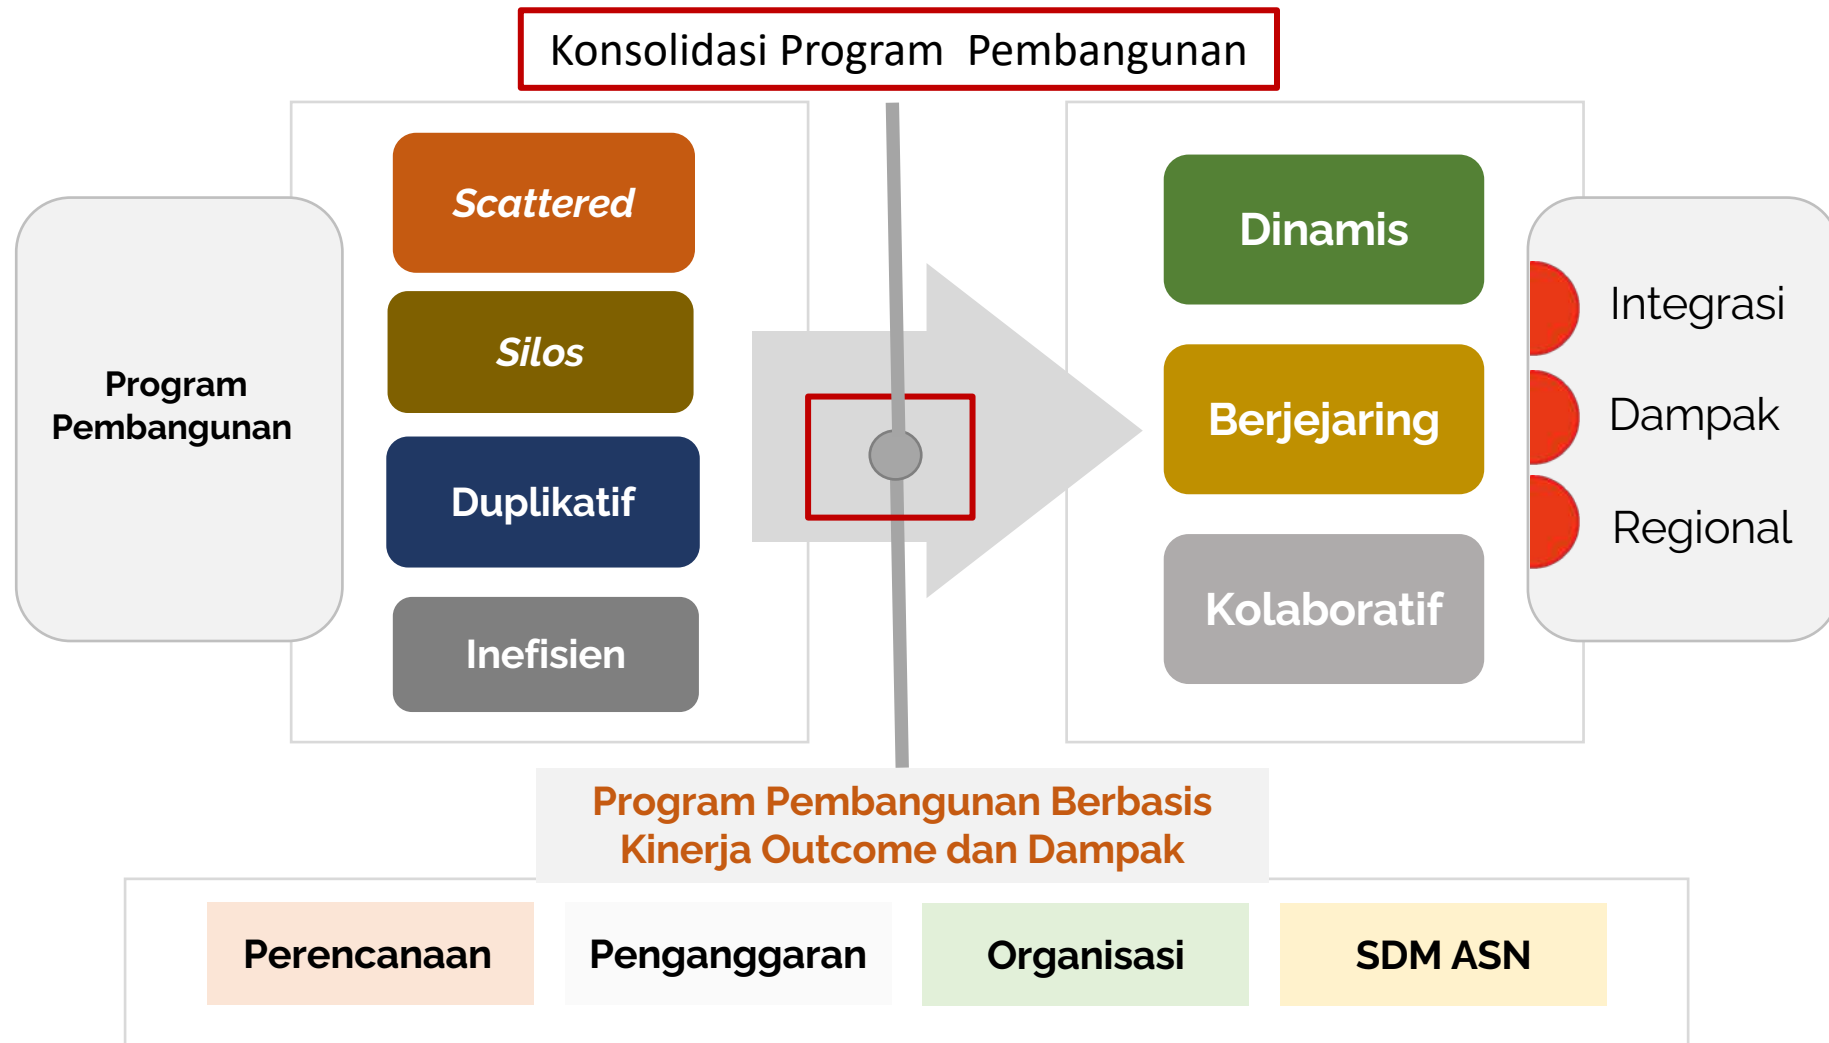 Konsolidasi Program Pembangunan
Program
Pembangunan
Scattered
Silos
Duplikatif
Inefisien
Dinamis
Berjejaring
Kolaboratif
Integrasi
Dampak
Regional
Program Pembangunan Berbasis
Kinerja Outcome dan Dampak
Perencanaan
Penganggaran
Organisasi
SDM ASN